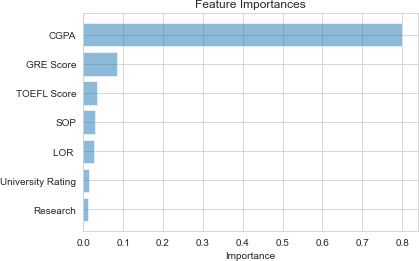 Feature Importances
CGPA
GRE Score
TOEFL Score
SOP
LOR
University Rating
Research
0.0 0.1 0.2 0.3 0.4 0.5 0.6 0.7 0.8
Importance